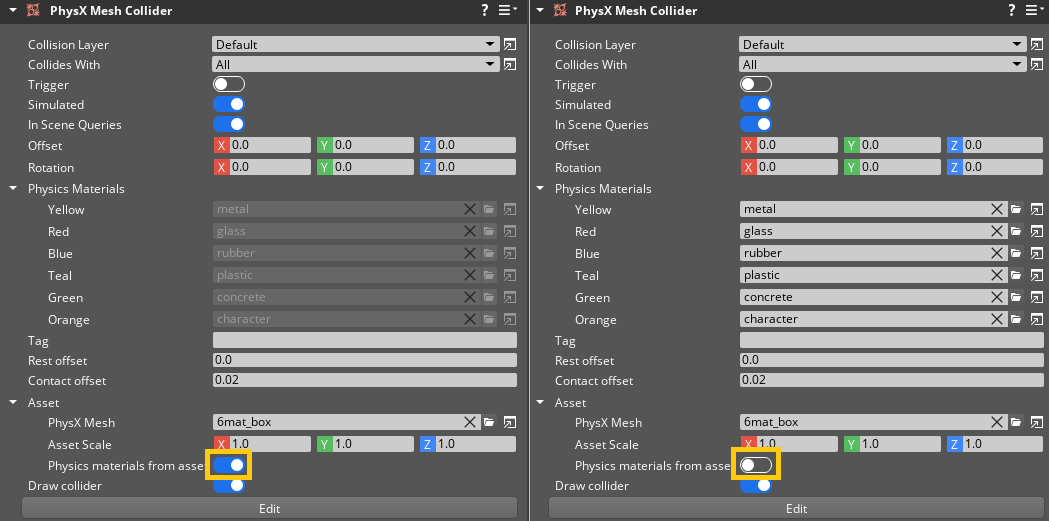 PhysX Mesh Collider ?
Collision Layer Default
Collides With All
Trigger
Simulated
In Scene Queries
Offset X 0.0 Y 0.0 Z 0.0
Rotation X 0.0 Y 0.0 Z 0.0
Physics Materials
Yellow metal
Red glass
Blue rubber
Teal plastic
Green concrete
Orange character
Tag
Rest offset 0.0
Contact offset 0.02
Asset
PhysX Mesh 6mat_box
Asset Scale X 1.0 Y 1.0 Z 1.0
Physics materials from asse
Draw collider
Edit
PhysX Mesh Collider ?
Collision Layer Default
Collides With All
Trigger
Simulated
In Scene Queries
Offset X 0.0 Y 0.0 Z 0.0
Rotation X 0.0 Y 0.0 Z 0.0
Physics Materials
Yellow metal
Red glass
Blue rubber
Teal plastic
Green concrete
Orange character
Tag
Rest offset 0.0
Contact offset 0.02
Asset
PhysX Mesh 6mat_box
Asset Scale X 1.0 Y 1.0 Z 1.0
Physics materials from asse
Draw collider
Edit